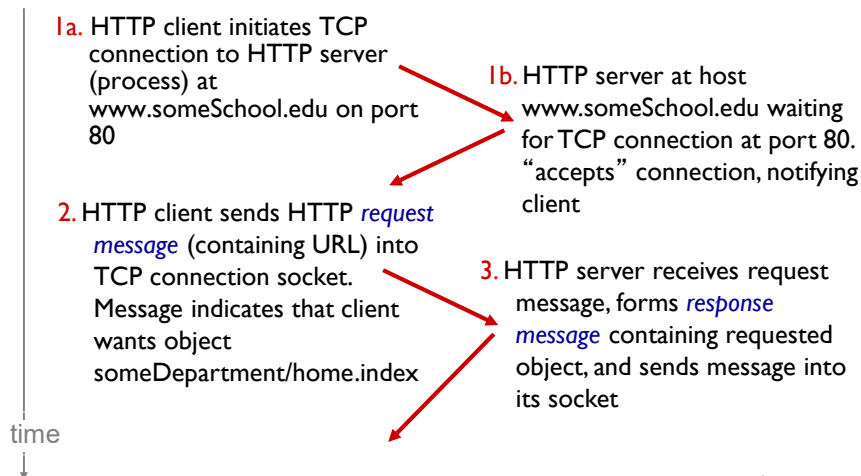 1a. HTTP client initiates TCP
connection to HTTP server
(process) at
www.someSchool.edu on port
80
1b. HTTP server at host
www.someSchool.edu waiting
for TCP connection at port 80.
“accepts” connection, notifying
client
2. HTTP client sends HTTP request
message (containing URL) into
TCP connection socket.
Message indicates that client
wants object
someDepartment/home.index
3. HTTP server receives request
message, forms response
message containing requested
object, and sends message into
its socket
time